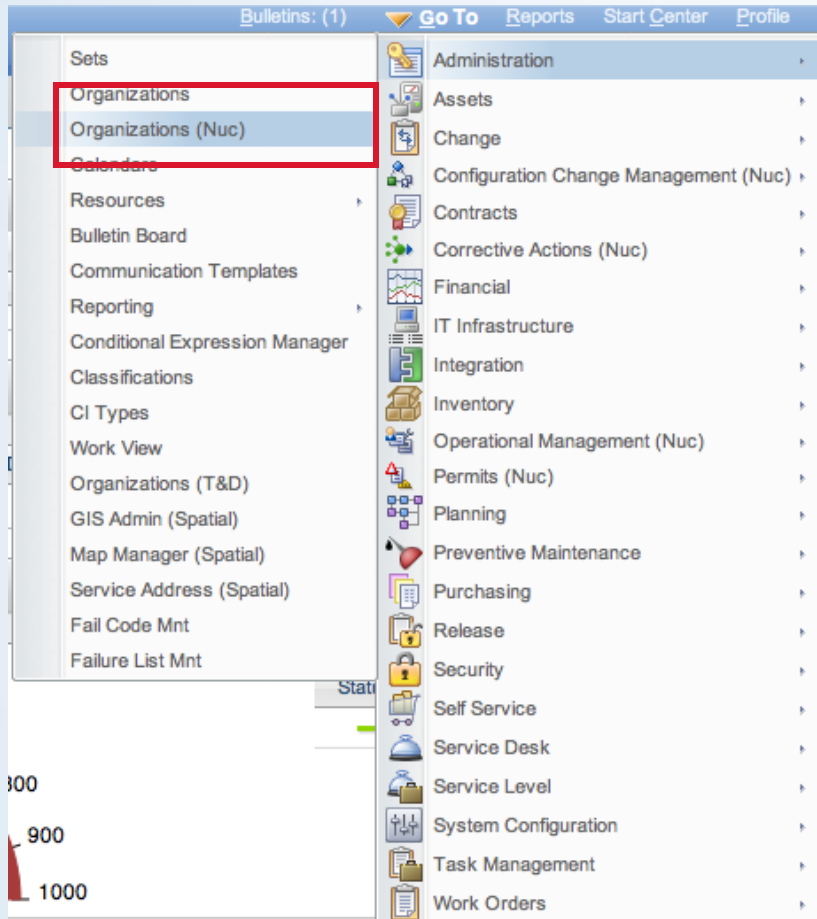 Bulletins: (1) Go To Reports Start Center Profile
Sets
Organizations
Organizations (Nuc)
Calendars
Resources
Bulletin Board
Communication Templates
Reporting
Conditional Expression Manager
Classifications
CI Types
Work View
Organizations (T&D)
GIS Admin (Spatial)
Map Manager (Spatial)
Service Address (Spatial)
Fail Code Mnt
Failure List Mnt
Administration
Assets
Change
Configuration Change Management (Nuc)
Contracts
Corrective Actions (Nuc)
Financial
IT Infrastructure
Integration
Inventory
Operational Management (Nuc)
Permits (Nuc)
Planning
Preventive Maintenance
Purchasing
Release
Security
Self Service
Service Desk
Service Level
System Configuration
Task Management
Work Orders
900
1000